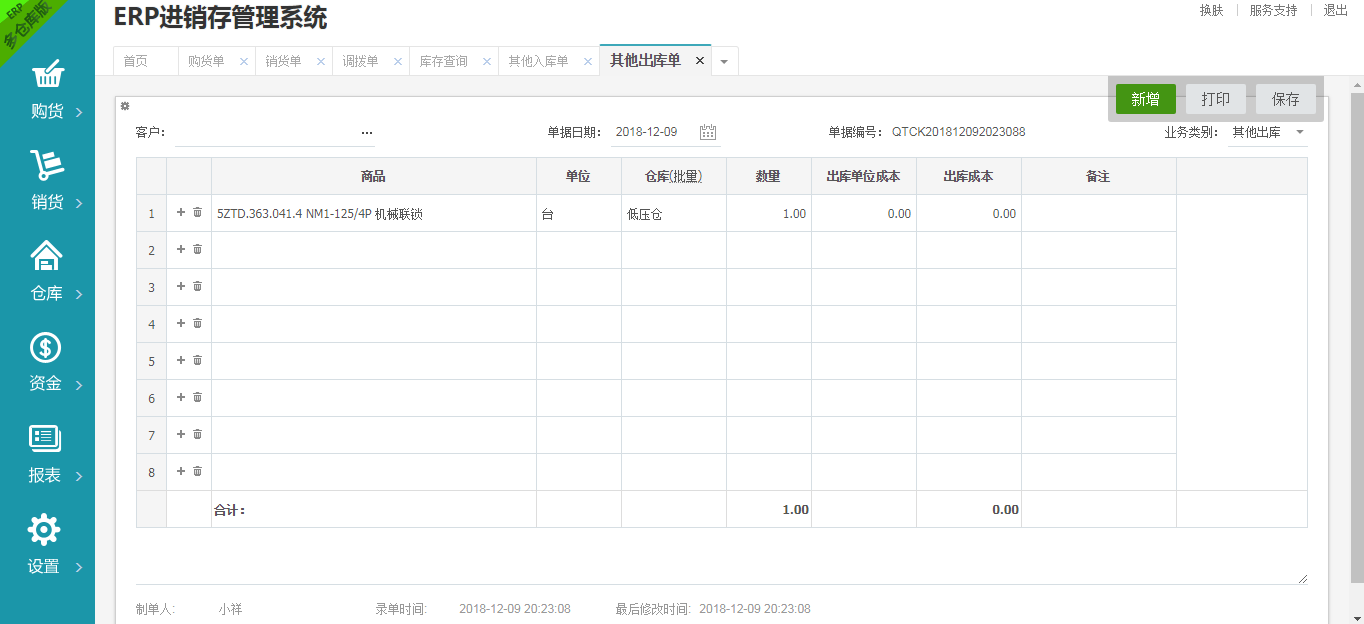 ERP
多仓库版
ERP进销存管理系统
换肤 服务支持 退出
首页 购货单 销货单 调拨单 库存查询 其他入库单 其他出库单
新增 打印 保存
购货
销货
仓库
资金
报表
设置
客户: ... 单据日期: 2018-12-09 单据编号: QTCK201812092023088 业务类别: 其他出库
商品 单位 仓库(批量) 数量 出库单位成本 出库成本 备注
1 5ZTD.363.041.4 NM1-125/4P 机械联锁 台 低压仓 1.00 0.00 0.00
2
3
4
5
6
7
8
合计: 1.00 0.00
制单人: 小祥 录单时间: 2018-12-09 20:23:08 最后修改时间: 2018-12-09 20:23:08